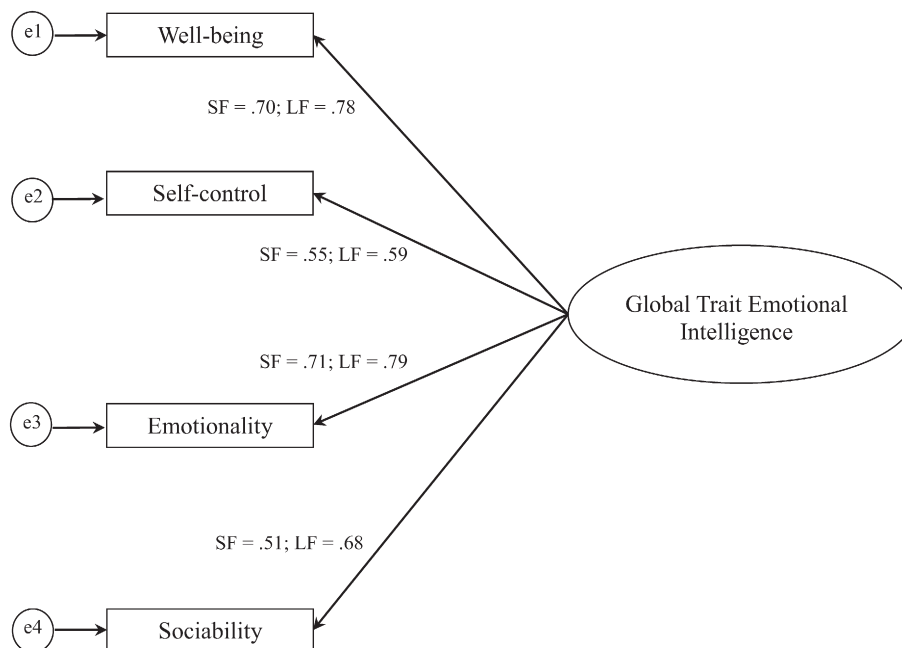 e1
Well-being
SF = .70; LF = .78
e2
Self-control
SF = .55; LF = .59
Global Trait Emotional
Intelligence
SF = .71; LF = .79
e3
Emotionality
SF = .51; LF = .68
e4
Sociability